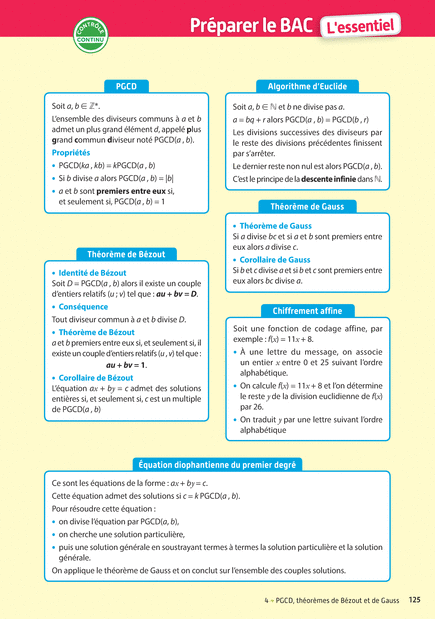 CONTRÔLE
CONTINU
Préparer le BAC L'essentiel
PGCD
Soit a, b ∈ ℤ*.
L'ensemble des diviseurs communs à a et b
admet un plus grand élément d, appelé plus
grand commun diviseur noté PGCD(a , b).
Propriétés
• PGCD(ka , kb) = kPGCD(a , b)
• Si b divise a alors PGCD(a , b) = |b|
• a et b sont premiers entre eux si,
et seulement si, PGCD(a , b) = 1
Théorème de Bézout
• Identité de Bézout
Soit D = PGCD(a , b) alors il existe un couple
d'entiers relatifs (u ; v) tel que : au + bv = D.
• Conséquence
Tout diviseur commun à a et b divise D.
• Théorème de Bézout
a et b premiers entre eux si, et seulement si, il
existe un couple d'entiers relatifs (u , v) tel que :
au + bv = 1.
• Corollaire de Bézout
L'équation ax + by = c admet des solutions
entières si, et seulement si, c est un multiple
de PGCD(a , b)
Algorithme d'Euclide
Soit a, b ∈ ℕ et b ne divise pas a.
a = bq + r alors PGCD(a , b) = PGCD(b , r)
Les divisions successives des diviseurs par
le reste des divisions précédentes finissent
par s'arrêter.
Le dernier reste non nul est alors PGCD(a , b).
C'est le principe de la descente infinie dans ℕ.
Théorème de Gauss
• Théorème de Gauss
Si a divise bc et si a et b sont premiers entre
eux alors a divise c.
• Corollaire de Gauss
Si b et c divise a et si b et c sont premiers entre
eux alors bc divise a.
Chiffrement affine
Soit une fonction de codage affine, par
exemple : f(x) = 11x + 8.
• À une lettre du message, on associe
un entier x entre 0 et 25 suivant l'ordre
alphabétique.
• On calcule f(x) = 11x + 8 et l'on détermine
le reste y de la division euclidienne de f(x)
par 26.
• On traduit y par une lettre suivant l'ordre
alphabétique
Équation diophantienne du premier degré
Ce sont les équations de la forme : ax + by = c.
Cette équation admet des solutions si c = k PGCD(a , b).
Pour résoudre cette équation :
• on divise l'équation par PGCD(a, b),
• on cherche une solution particulière,
• puis une solution générale en soustrayant termes à termes la solution particulière et la solution
générale.
On applique le théorème de Gauss et on conclut sur l'ensemble des couples solutions.
4 – PGCD, théorèmes de Bézout et de Gauss 125